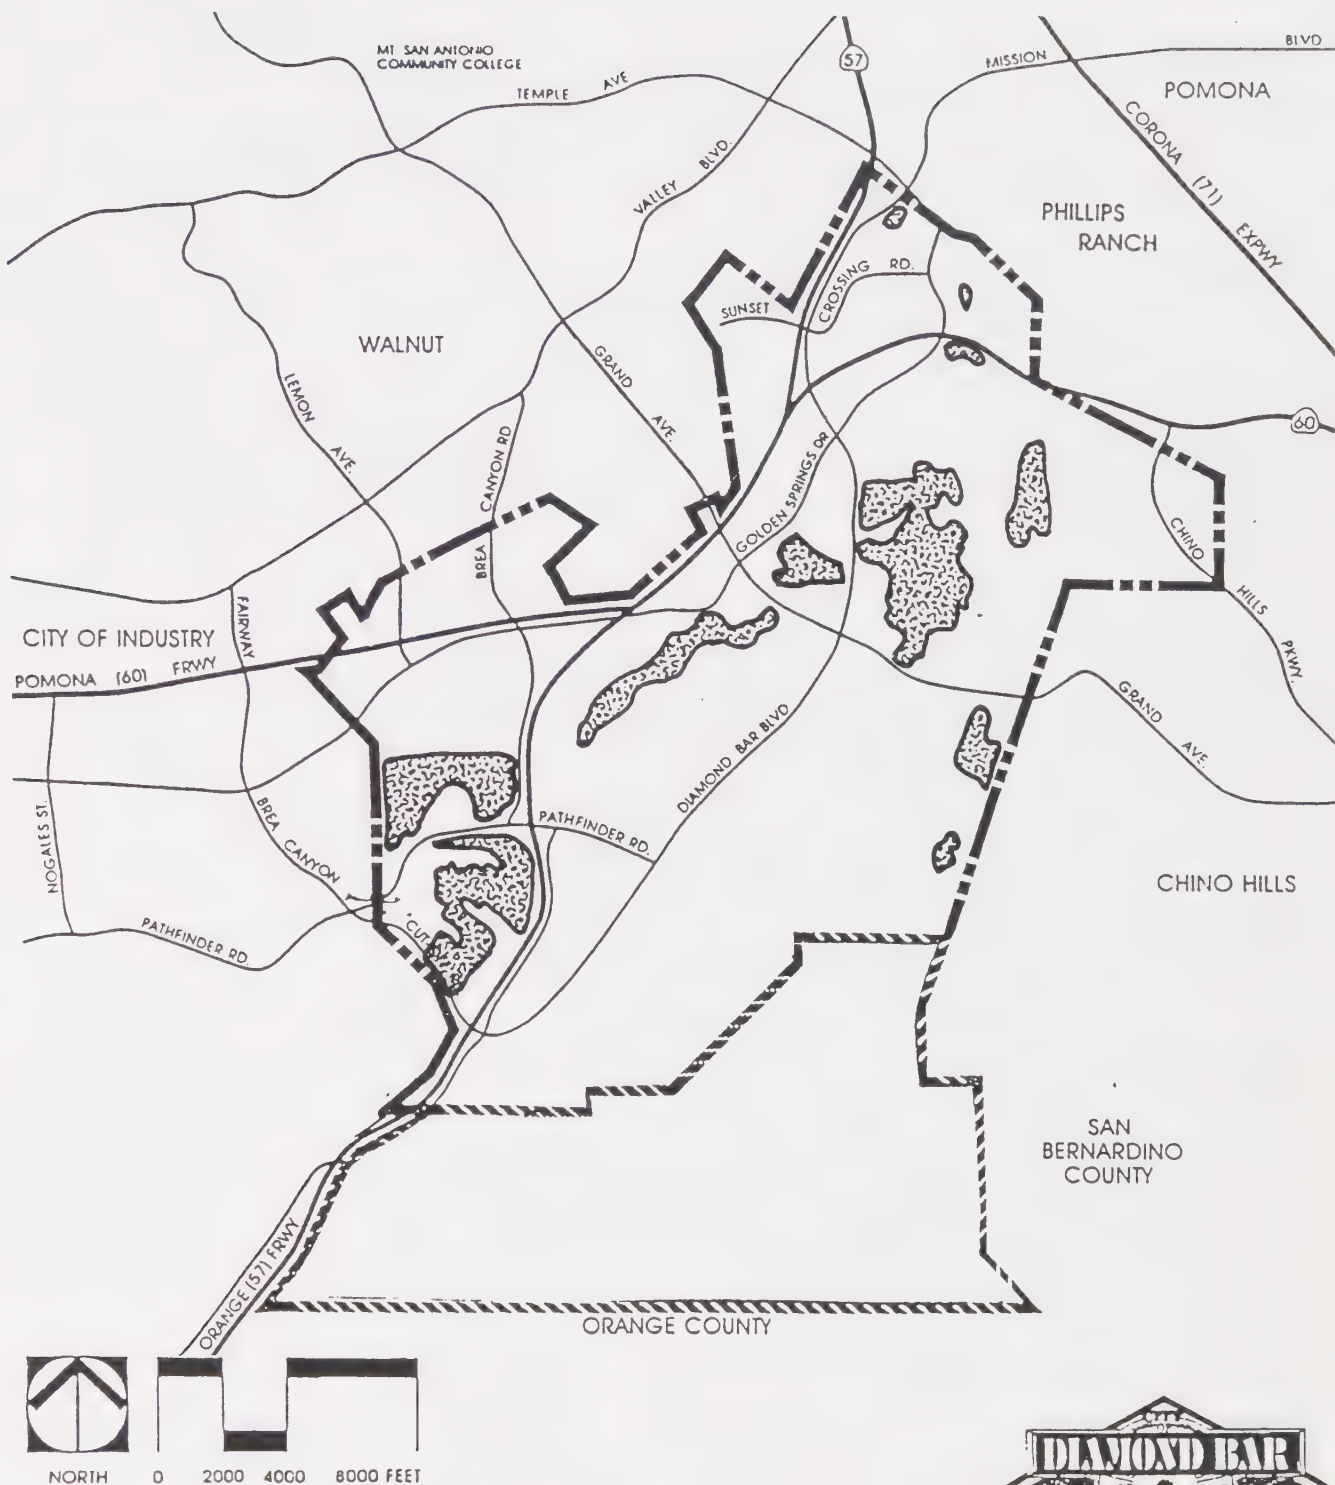 MT SAN ANTONIO
COMMUNITY COLLEGE
TEMPLE AVE
57
MISSION BLVD
POMONA
CORONA (71) EXPWY
VALLEY BLVD.
PHILLIPS
RANCH
SUNSET CROSSING RD.
WALNUT
GRAND AVE.
LEMON AVE.
60
BREA CANYON RD
GOLDEN SPRINGS DR
CHINO HILLS PKWY.
FAIRWAY
CITY OF INDUSTRY
POMONA (60) FRWY
GRAND AVE.
DIAMOND BAR BLVD
NOGALES ST.
BREA CANYON "CUT
PATHFINDER RD.
PATHFINDER RD.
CHINO HILLS
SAN
BERNARDINO
COUNTY
ORANGE (57) FRWY
ORANGE COUNTY
NORTH
0 2000 4000 8000 FEET
DIAMOND BAR